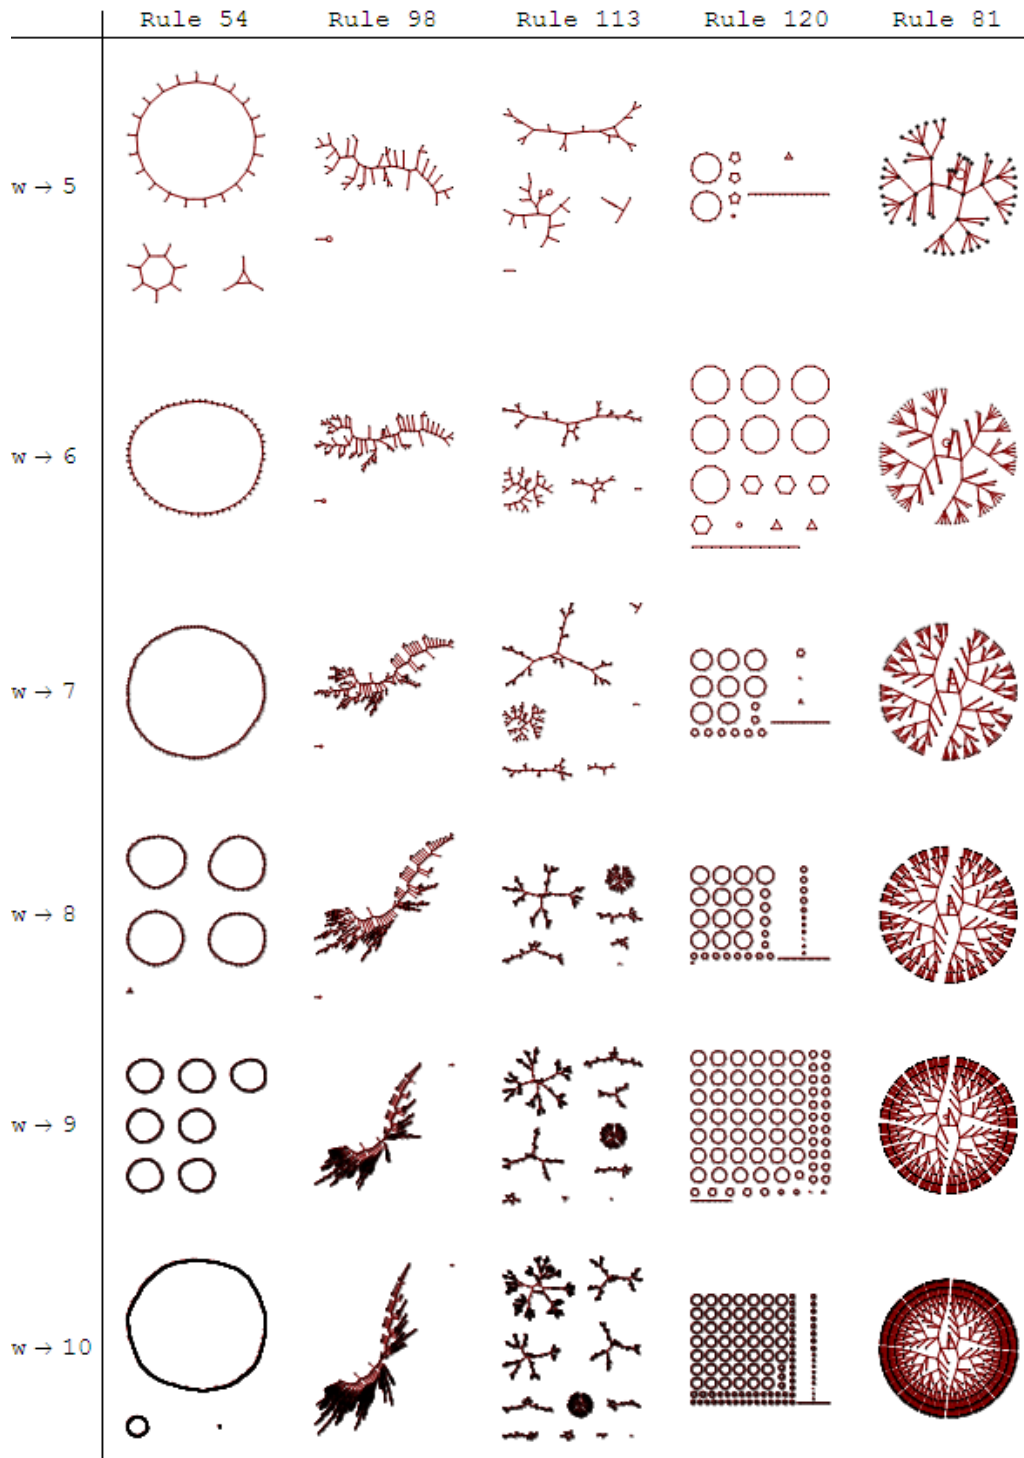 Rule 54 Rule 98 Rule 113 Rule 120 Rule 81
w → 5
w → 6
w → 7
w → 8
w → 9
w → 10